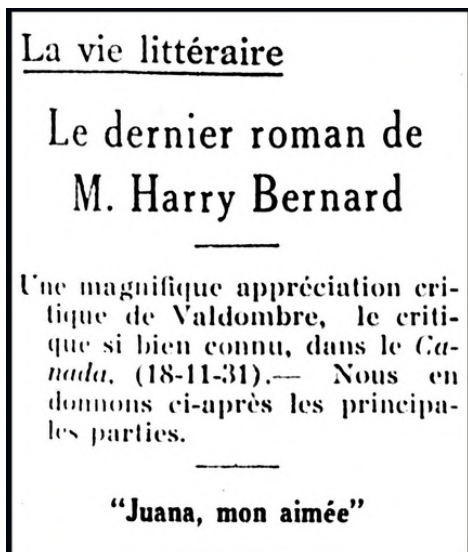 La vie littéraire
Le dernier roman de
M. Harry Bernard
Une magnifique appréciation cri-
tique de Valdombre, le criti-
que si bien connu, dans le Ca-
nada, (18-11-31).— Nous en
donnons ci-après les principa-
les parties.
"Juana, mon aimée"